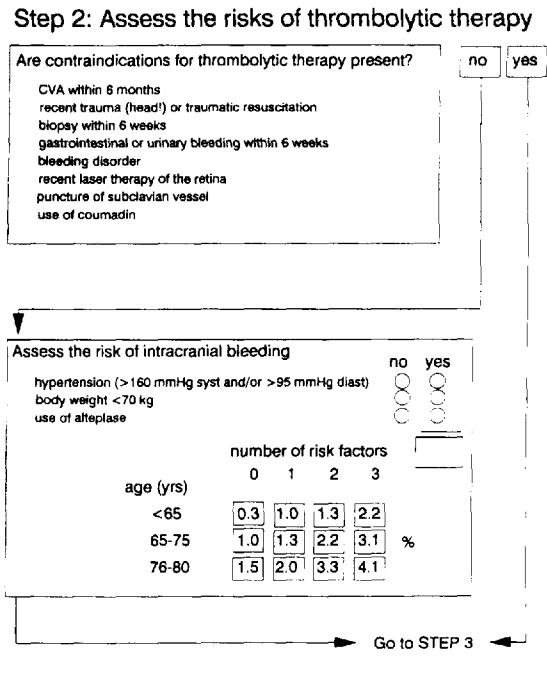 Step 2: Assess the risks of thrombolytic therapy
Are contraindications for thrombolytic therapy present? no yes
CVA within 6 months
recent trauma (head!) or traumatic resuscitation
biopsy within 6 weeks
gastrointestinal or urinary bleeding within 6 weeks
bleeding disorder
recent laser therapy of the retina
puncture of subclavian vessel
use of coumadin
Assess the risk of intracranial bleeding
no yes
hypertension (>160 mmHg syst and/or >95 mmHg diast)
body weight <70 kg
use of alteplase
number of risk factors
0 1 2 3
age (yrs)
<65 0.3 1.0 1.3 2.2
65-75 1.0 1.3 2.2 3.1 %
76-80 1.5 2.0 3.3 4.1
Go to STEP 3